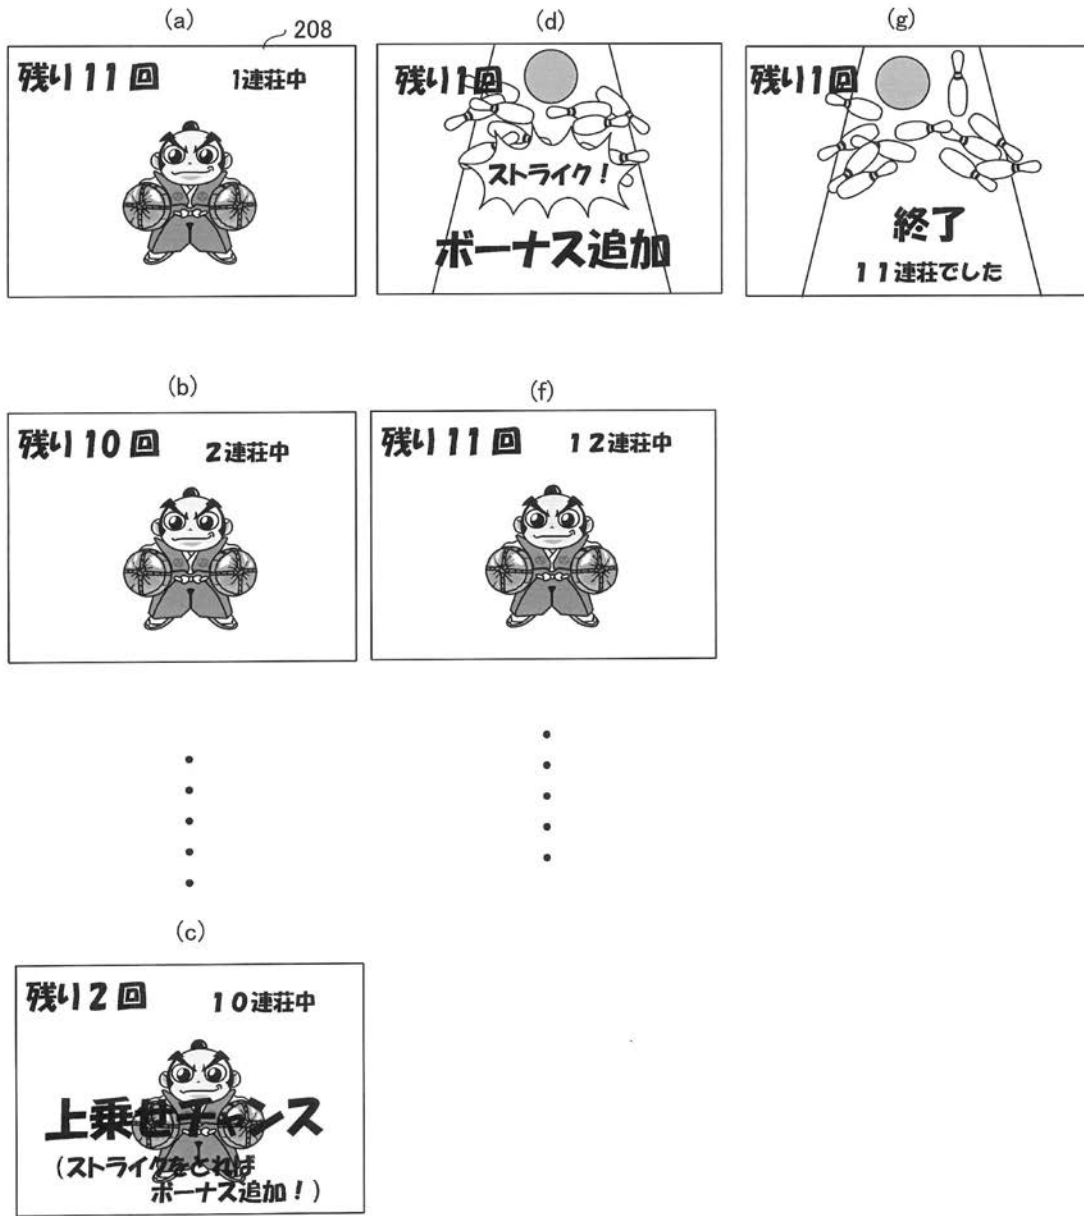 (a)
208
残り11回 1連荘中
(d)
残り1回
ストライク!
ボーナス追加
(g)
残り1回
終了
11連荘でした
(b)
残り10回 2連荘中
(f)
残り11回 12連荘中
(c)
残り2回 10連荘中
上乗せチャンス
(ストライクをとれば
ボーナス追加!)